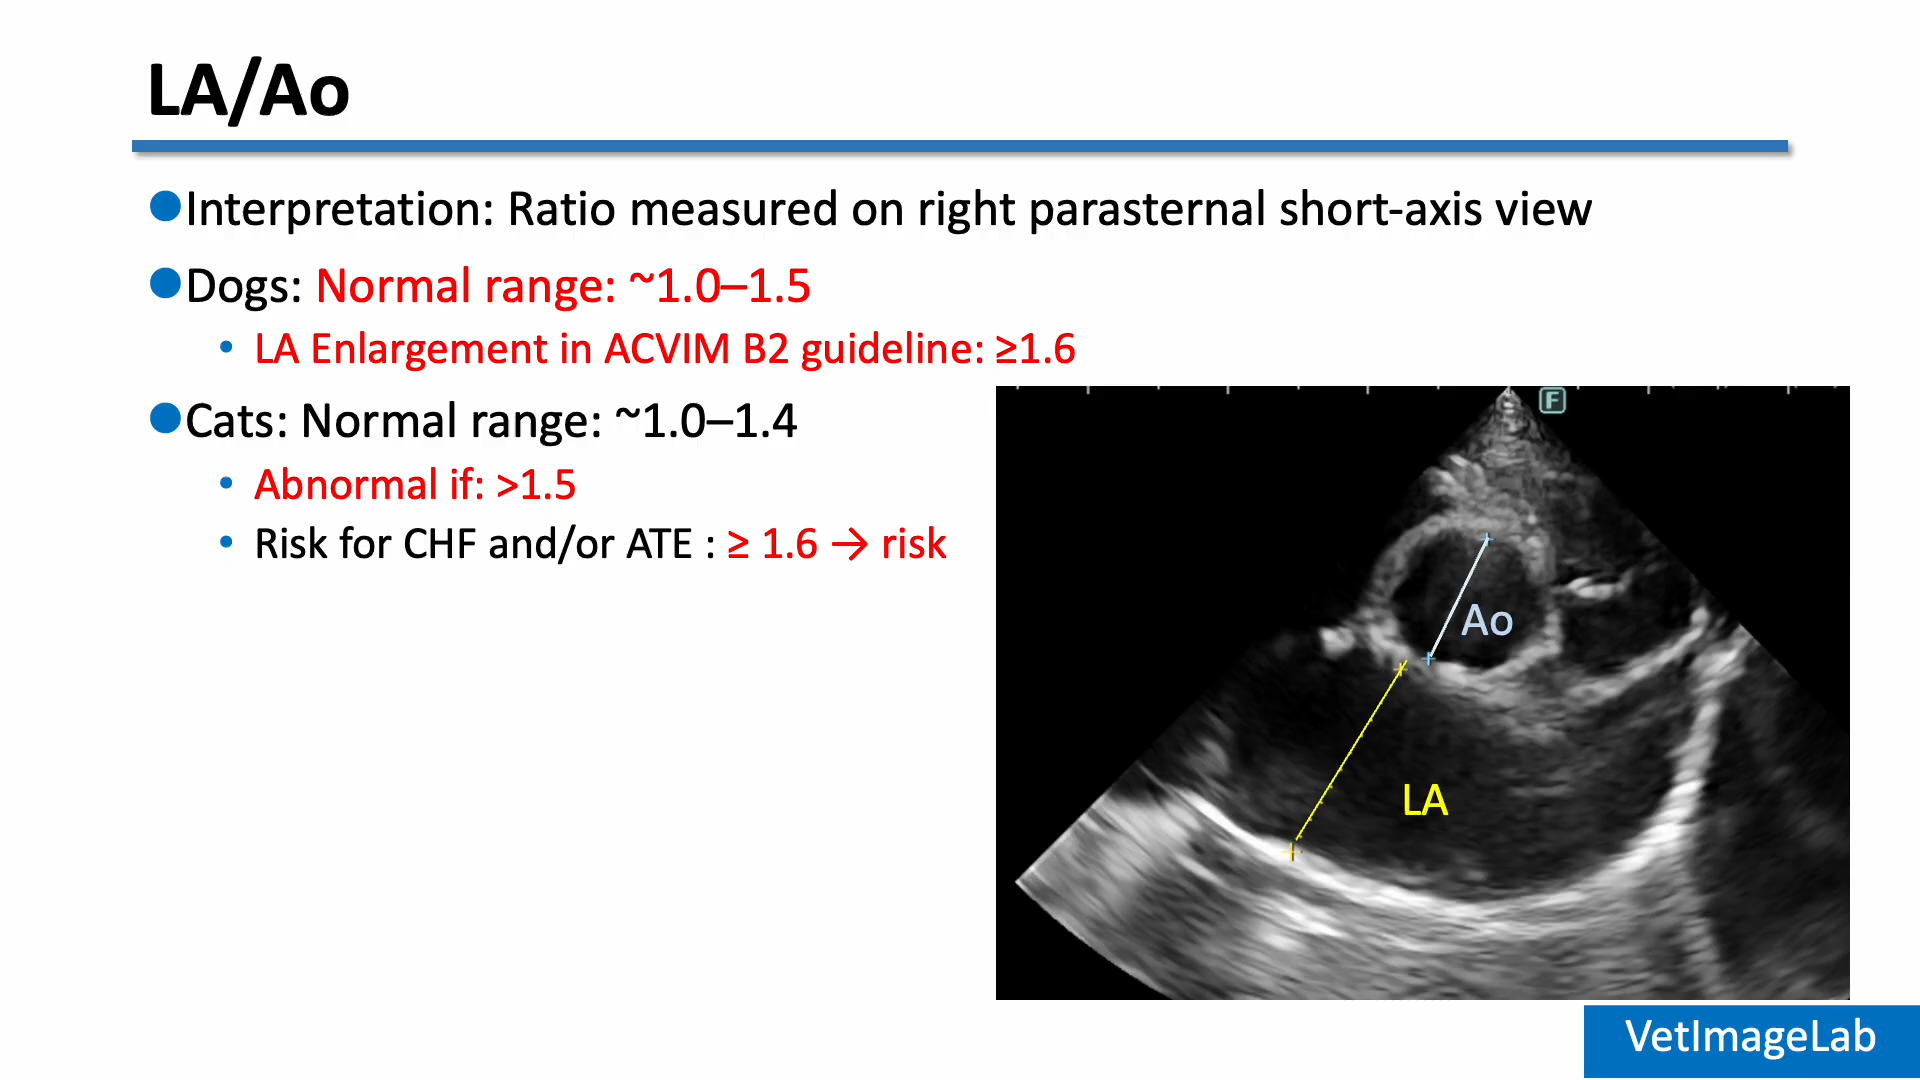 LA/Ao
Interpretation: Ratio measured on right parasternal short-axis view
Dogs: Normal range: ~1.0–1.5
LA Enlargement in ACVIM B2 guideline: ≥1.6
Cats: Normal range: ~1.0–1.4
Abnormal if: >1.5
Risk for CHF and/or ATE : ≥ 1.6 → risk
F
Ao
LA
VetImageLab